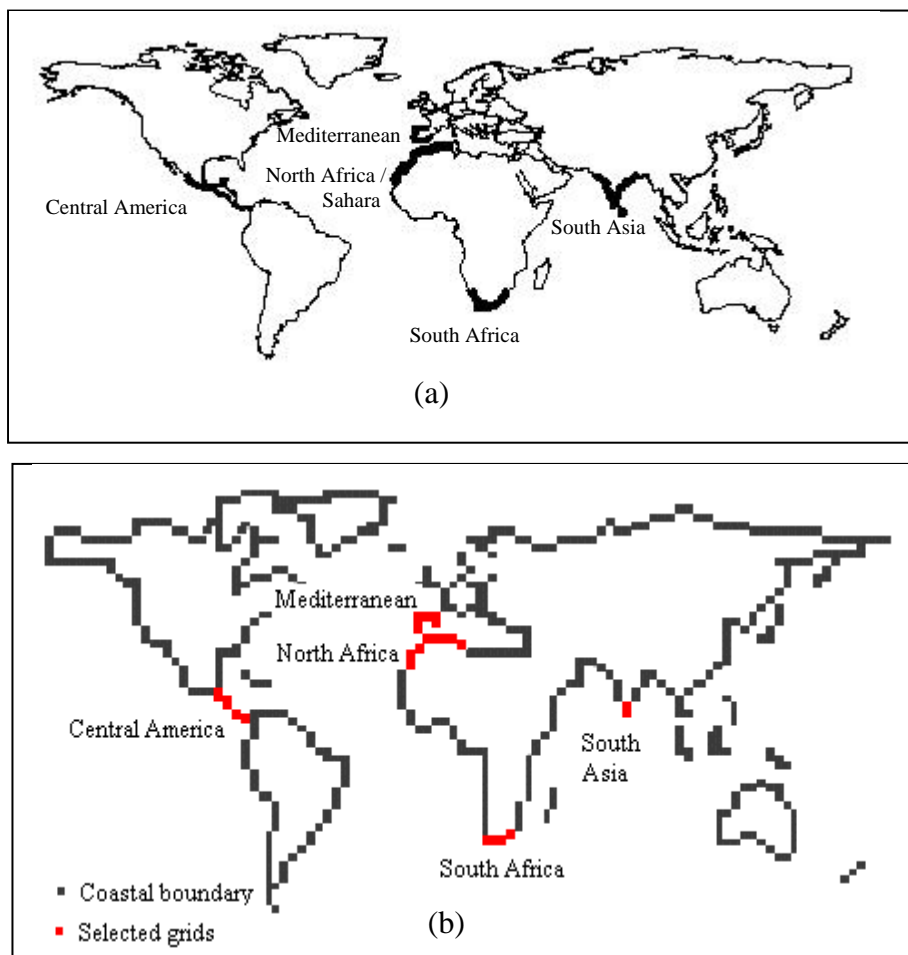 Mediterranean
North Africa /
Sahara
Central America
South Asia
South Africa
(a)
Mediterranean
North Africa
Central America
South
Asia
South Africa
Coastal boundary
Selected grids
(b)